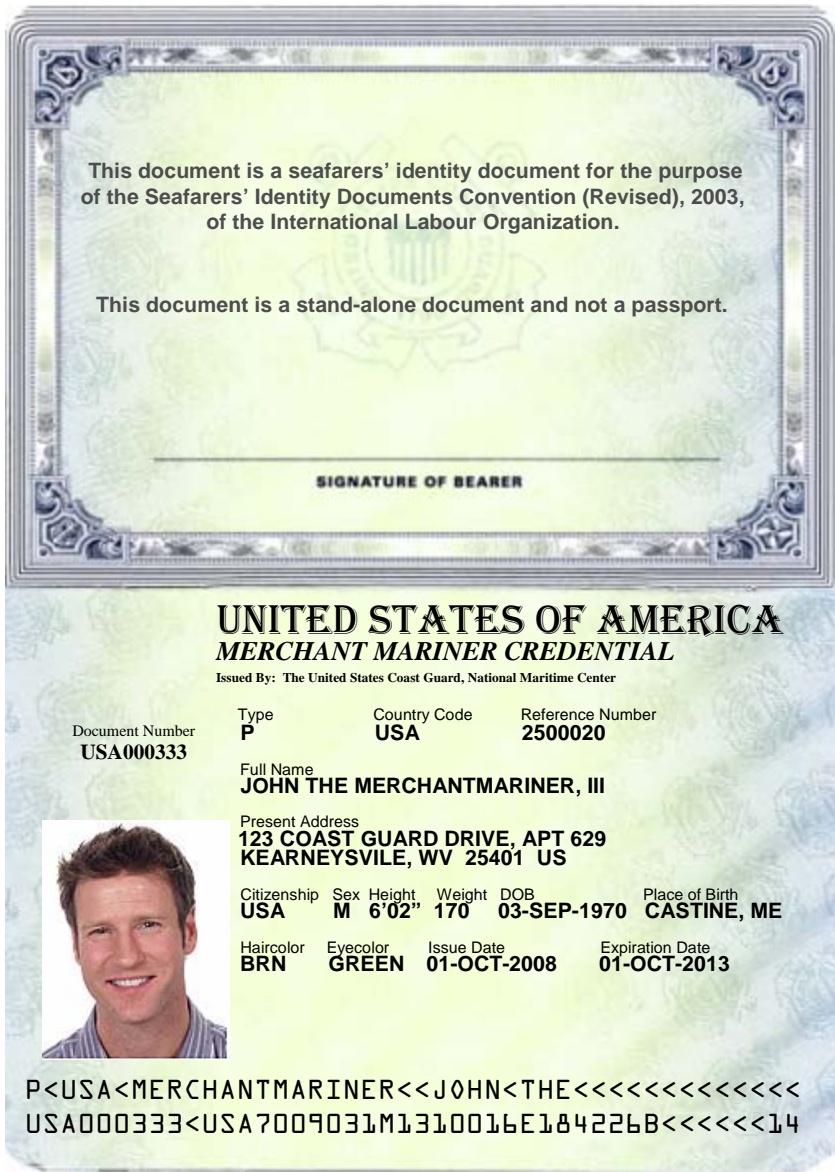 This document is a seafarers’ identity document for the purpose
of the Seafarers’ Identity Documents Convention (Revised), 2003,
of the International Labour Organization.
This document is a stand-alone document and not a passport.
SIGNATURE OF BEARER
UNITED STATES OF AMERICA
MERCHANT MARINER CREDENTIAL
Issued By: The United States Coast Guard, National Maritime Center
Document Number
USA000333
Type Country Code Reference Number
P USA 2500020
Full Name
JOHN THE MERCHANTMARINER, III
Present Address
123 COAST GUARD DRIVE, APT 629
KEARNEYSVILE, WV 25401 US
Citizenship Sex Height Weight DOB Place of Birth
USA M 6’02” 170 03-SEP-1970 CASTINE, ME
Haircolor Eyecolor Issue Date Expiration Date
BRN GREEN 01-OCT-2008 01-OCT-2013
P<USA<MERCHANTMARINER<<JOHN<THE<<<<<<<<<<<<<
USA000333<USA7009031M1310016E184226B<<<<<<14